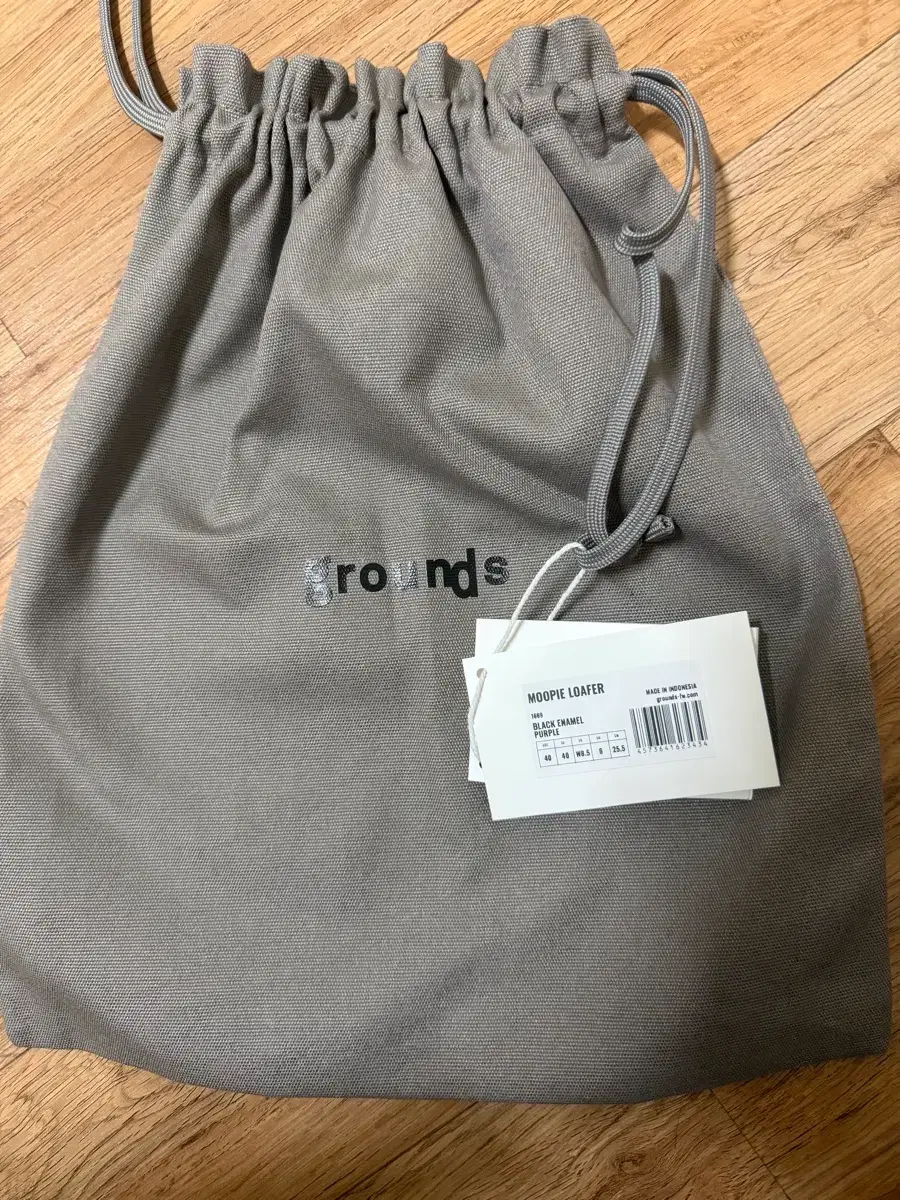 grounds
MOOPIE LOAFER
MADE IN INDONESIA
grounds-fw.com
BLACK ENAMEL
PURPLE
40 40 W8.5 6 25.5
4573641623434